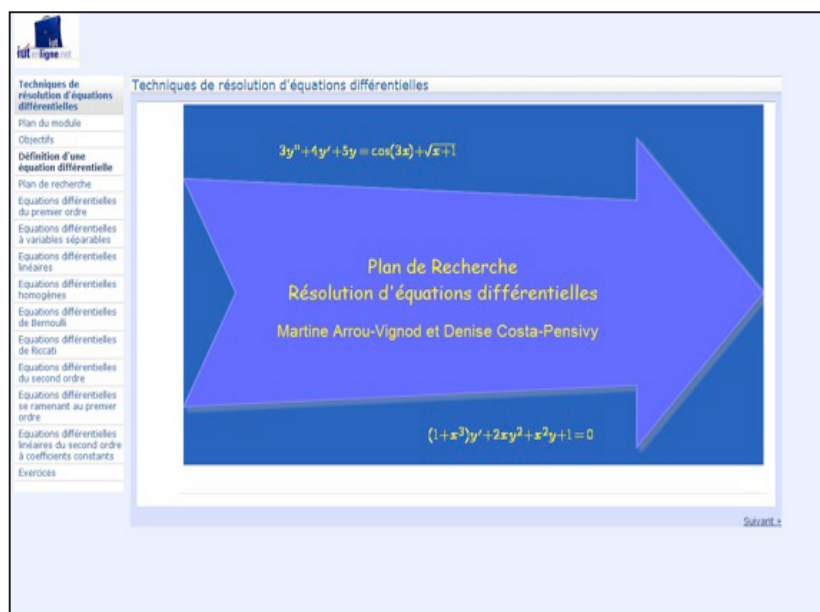 iut
iut en ligne.net
Techniques de
résolution d'équations
différentielles
Plan du module
Objectifs
Définition d'une
équation différentielle
Plan de recherche
Equations différentielles
du premier ordre
Equations différentielles
à variables séparables
Equations différentielles
linéaires
Equations différentielles
homogènes
Equations différentielles
de Bernoulli
Equations différentielles
de Riccati
Equations différentielles
du second ordre
Equations différentielles
se ramenant au premier
ordre
Equations différentielles
linéaires du second ordre
à coefficients constants
Exercices
Techniques de résolution d'équations différentielles
3y''+4y'+5y=cos(3x)+√x+1
Plan de Recherche
Résolution d'équations différentielles
Martine Arrou-Vignod et Denise Costa-Pensivy
(1+x³)y'+2xy²+x²y+1=0
Suivant »